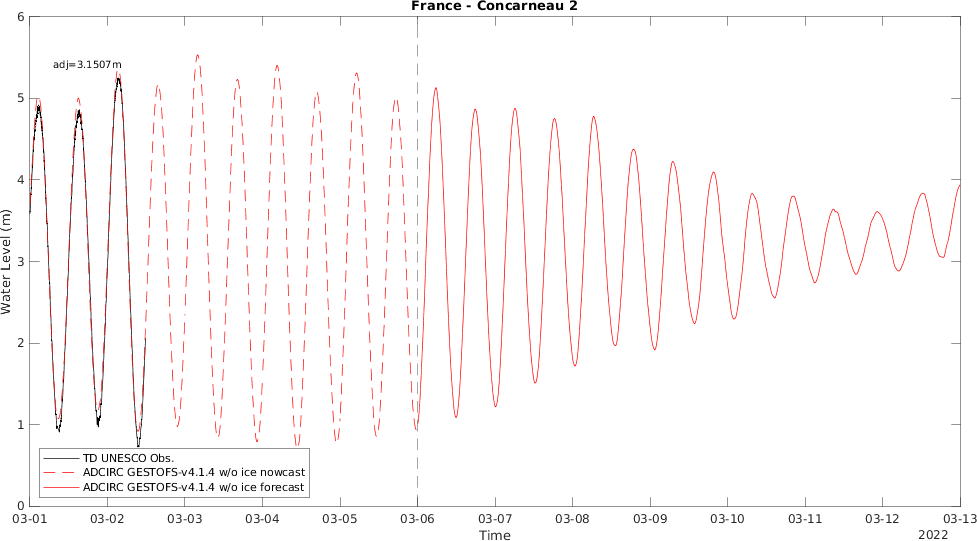 France - Concarneau 2
adj=3.1507m
Water Level (m)
6
5
4
3
2
1
0
TD UNESCO Obs.
ADCIRC GESTOFS-v4.1.4 w/o ice nowcast
ADCIRC GESTOFS-v4.1.4 w/o ice forecast
03-01 03-02 03-03 03-04 03-05 03-06 03-07 03-08 03-09 03-10 03-11 03-12 03-13
Time
2022